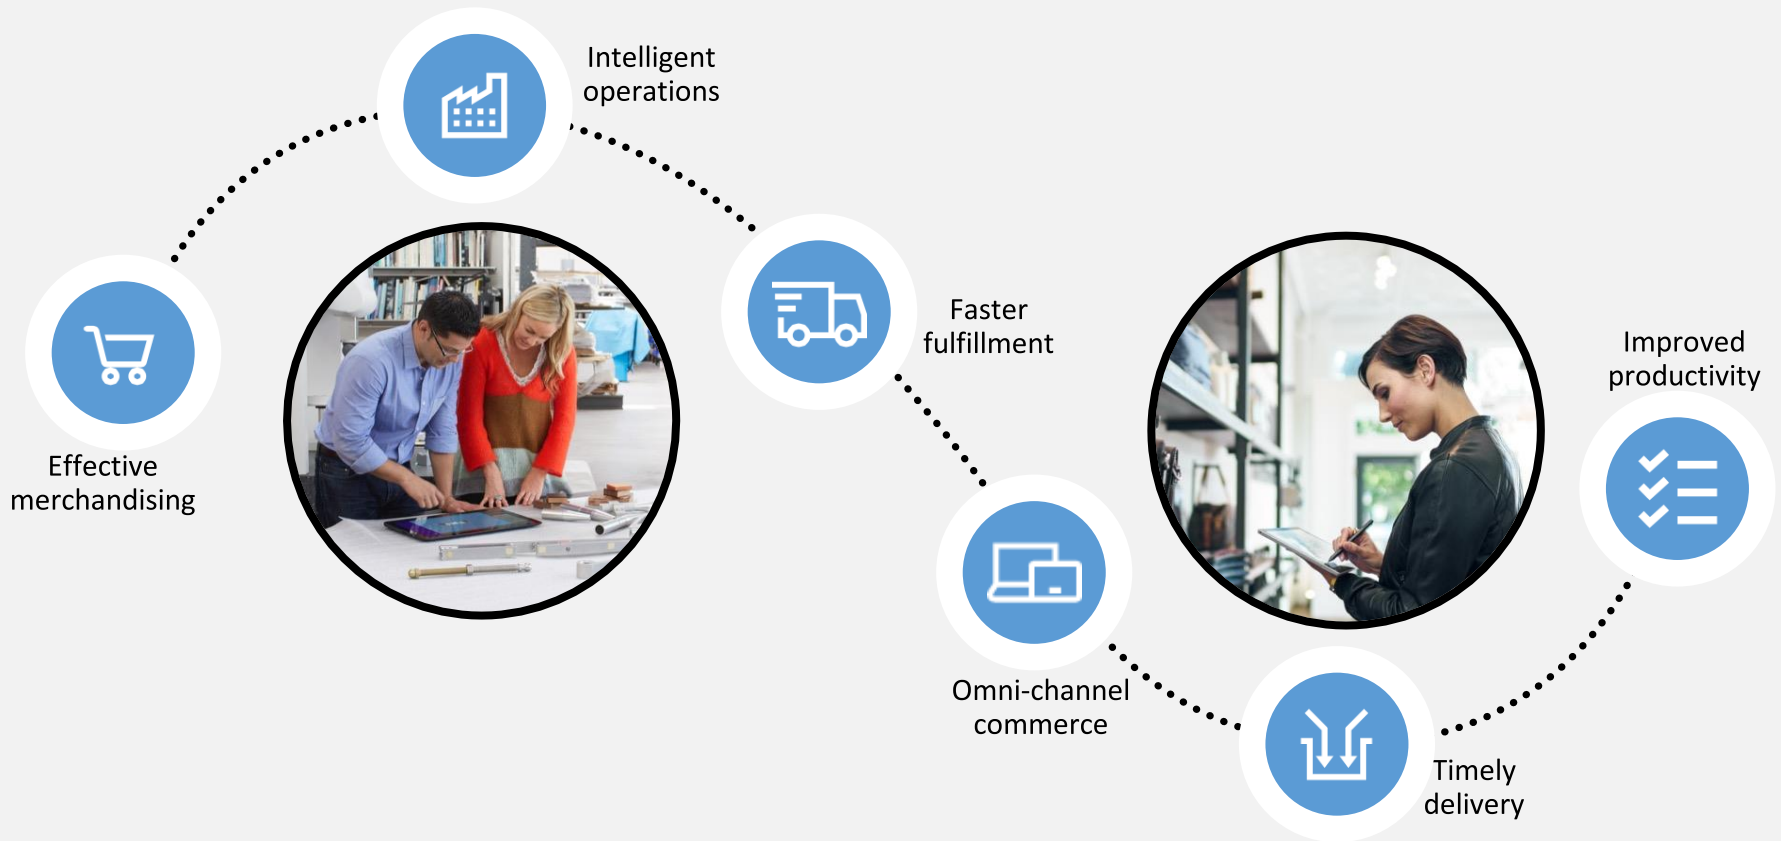 Intelligent
operations
Faster
fulfillment
Improved
productivity
Effective
merchandising
Omni-channel
commerce
Timely
delivery